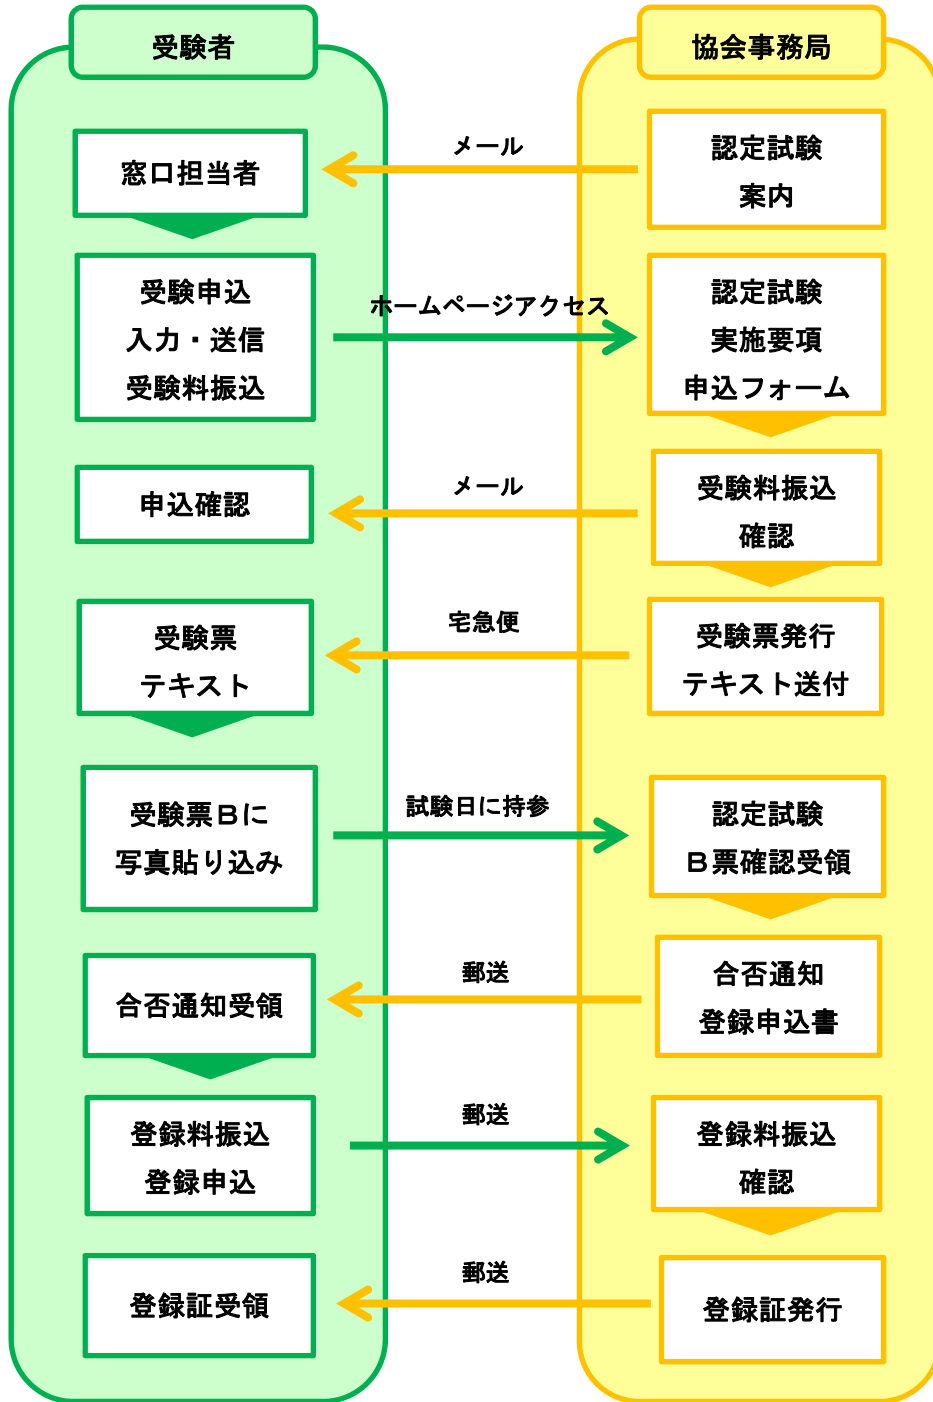 受験者
協会事務局
窓口担当者
メール
認定試験
案内
受験申込
入力・送信
受験料振込
ホームページアクセス
認定試験
実施要項
申込フォーム
申込確認
メール
受験料振込
確認
受験票
テキスト
宅急便
受験票発行
テキスト送付
受験票Ｂに
写真貼り込み
試験日に持参
認定試験
Ｂ票確認受領
合否通知受領
郵送
合否通知
登録申込書
登録料振込
登録申込
郵送
登録料振込
確認
登録証受領
郵送
登録証発行